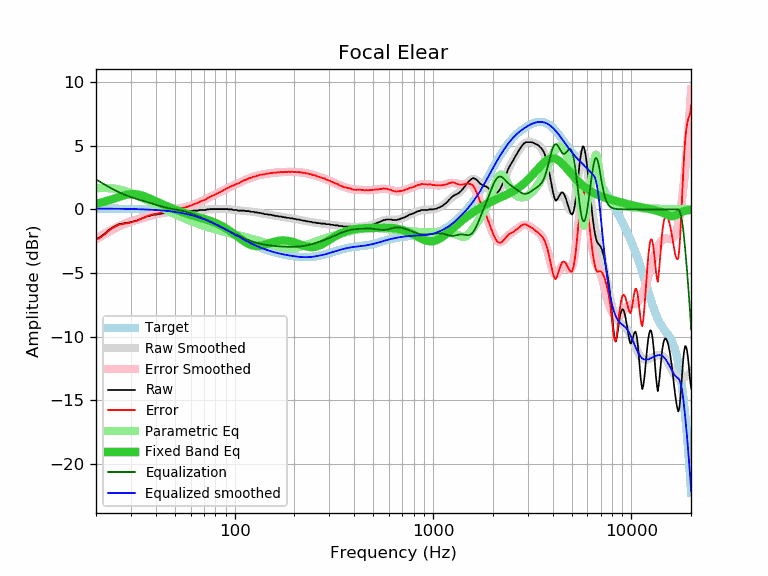 Focal Elear
10
5
0
−5
−10
−15
−20
Amplitude (dBr)
Target
Raw Smoothed
Error Smoothed
Raw
Error
Parametric Eq
Fixed Band Eq
Equalization
Equalized smoothed
100 1000 10000
Frequency (Hz)